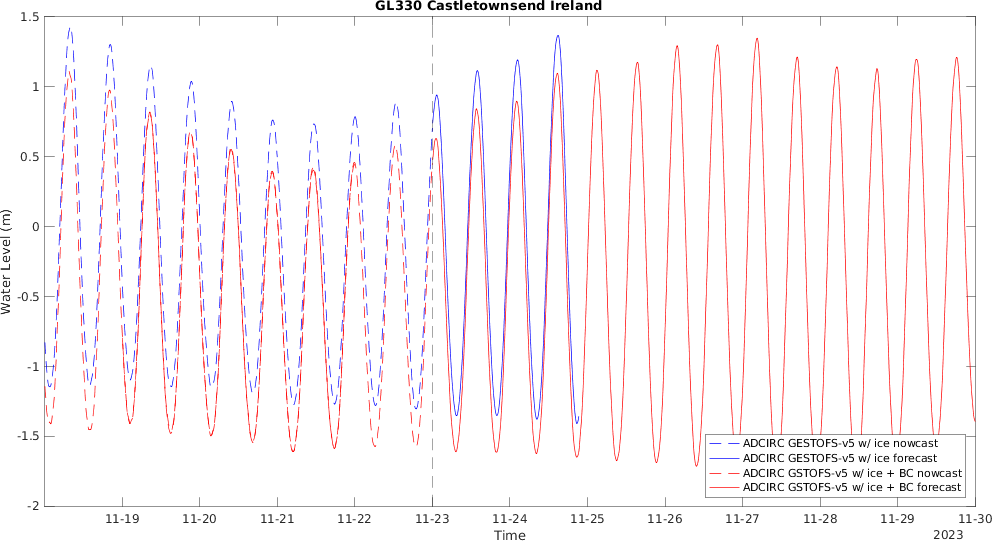 GL330 Castletownsend Ireland
1.5
1
0.5
0
-0.5
-1
-1.5
-2
Water Level (m)
ADCIRC GESTOFS-v5 w/ ice nowcast
ADCIRC GESTOFS-v5 w/ ice forecast
ADCIRC GSTOFS-v5 w/ ice + BC nowcast
ADCIRC GSTOFS-v5 w/ ice + BC forecast
11-19 11-20 11-21 11-22 11-23 11-24 11-25 11-26 11-27 11-28 11-29 11-30
Time
2023